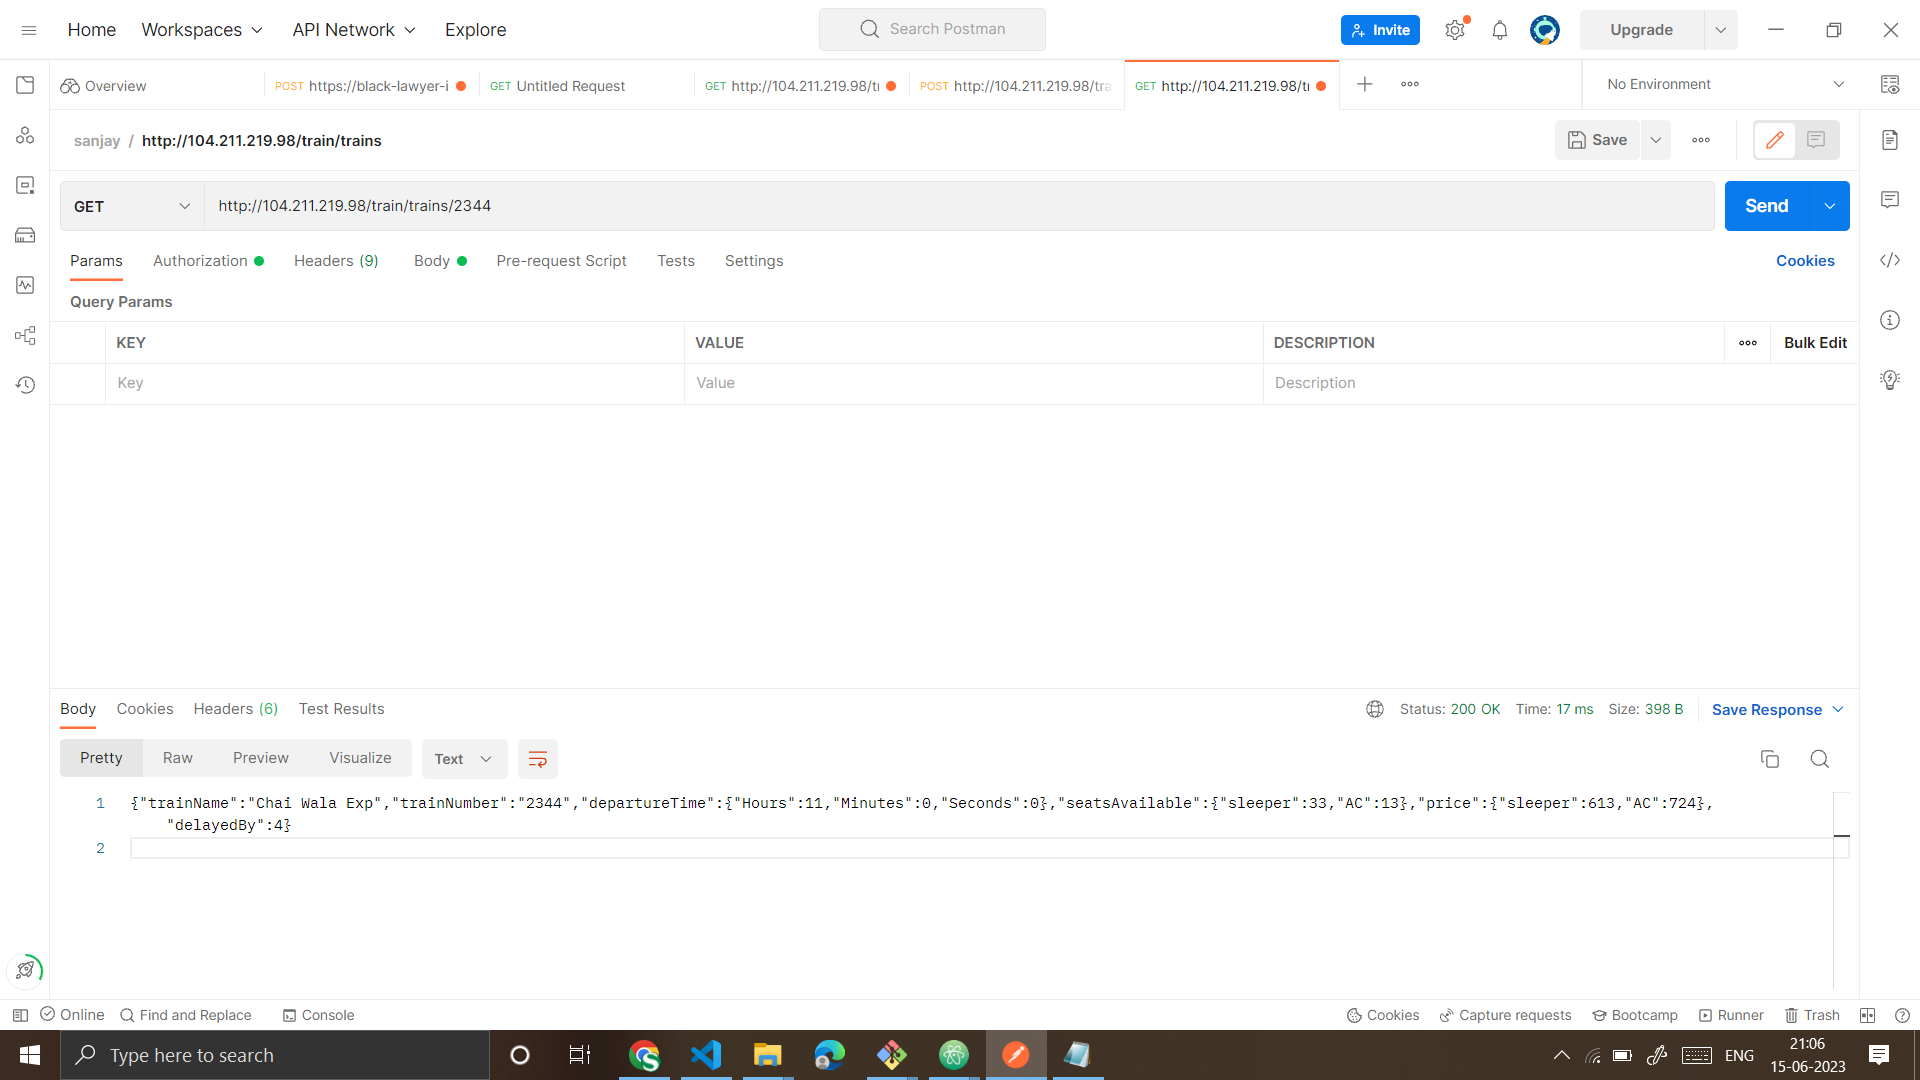 Home Workspaces API Network Explore Search Postman Invite Upgrade
Overview POST https://black-lawyer-i GET Untitled Request GET http://104.211.219.98/tr POST http://104.211.219.98/tra GET http://104.211.219.98/tr No Environment
sanjay / http://104.211.219.98/train/trains Save
GET http://104.211.219.98/train/trains/2344 Send
Params Authorization Headers (9) Body Pre-request Script Tests Settings Cookies
Query Params
KEY VALUE DESCRIPTION Bulk Edit
Key Value Description
Body Cookies Headers (6) Test Results Status: 200 OK Time: 17 ms Size: 398 B Save Response
Pretty Raw Preview Visualize Text
1 {"trainName":"Chai Wala Exp","trainNumber":"2344","departureTime":{"Hours":11,"Minutes":0,"Seconds":0},"seatsAvailable":{"sleeper":33,"AC":13},"price":{"sleeper":613,"AC":724},
"delayedBy":4}
2
Online Find and Replace Console Cookies Capture requests Bootcamp Runner Trash
Type here to search ENG 21:06
15-06-2023